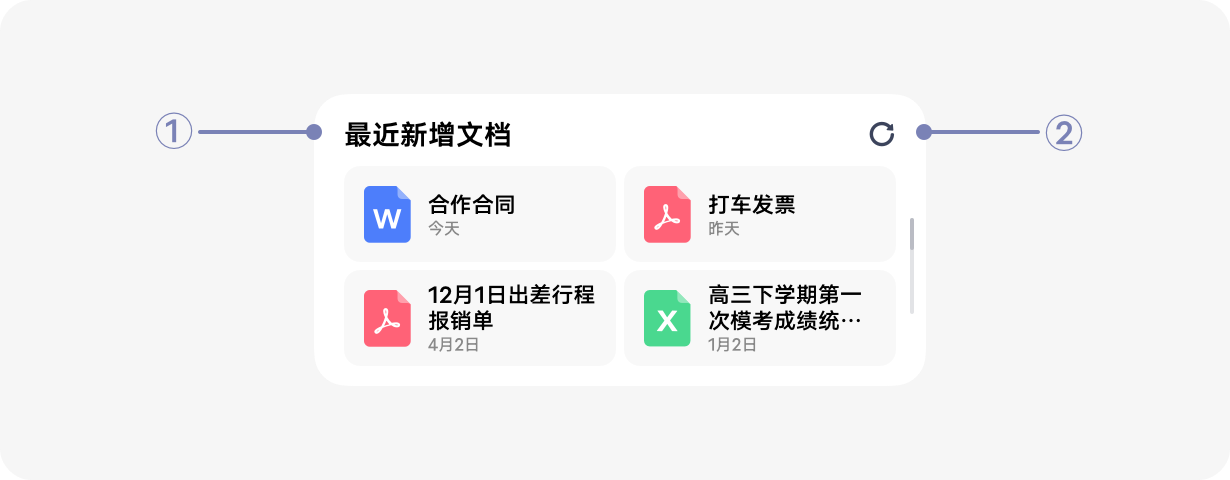 ① 最近新增文档 ②
W 合作合同
今天
打车发票
昨天
12月1日出差行程
报销单
4月2日
X 高三下学期第一
次模考成绩统…
1月2日